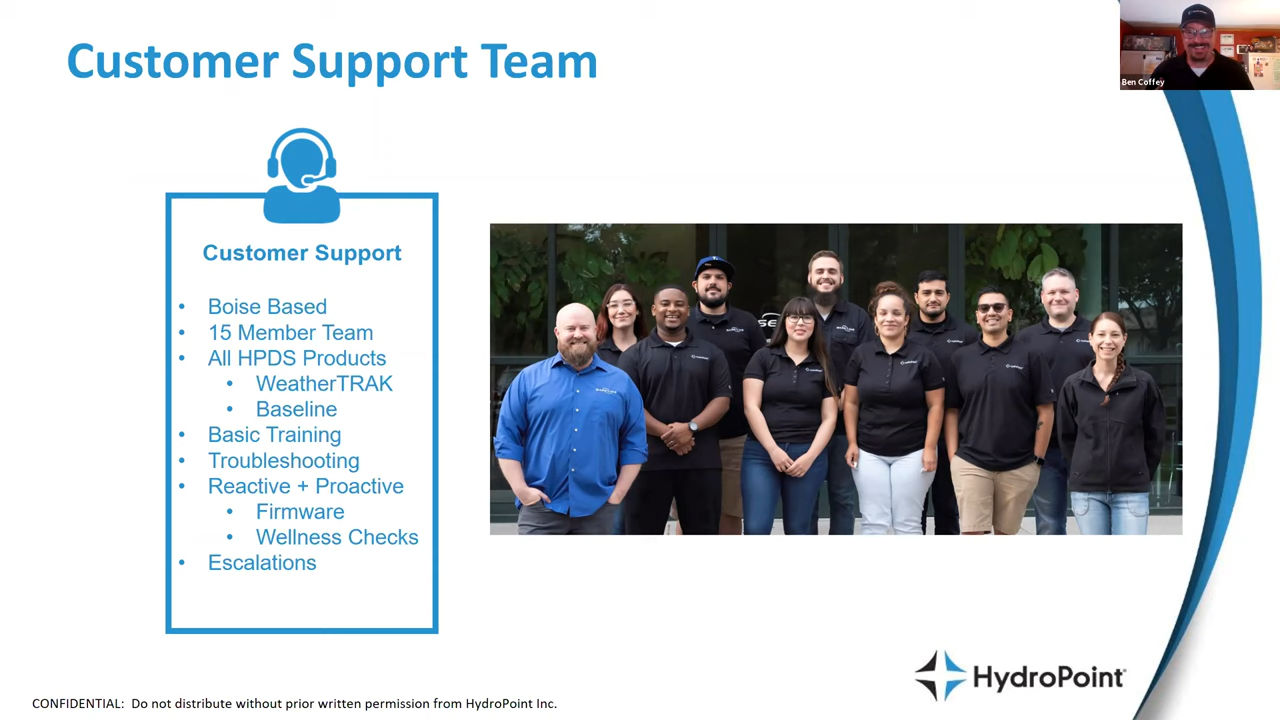 Customer Support Team
Ben Coffey
Customer Support
• Boise Based
• 15 Member Team
• All HPDS Products
• WeatherTRAK
• Baseline
• Basic Training
• Troubleshooting
• Reactive + Proactive
• Firmware
• Wellness Checks
• Escalations
HydroPoint
CONFIDENTIAL: Do not distribute without prior written permission from HydroPoint Inc.